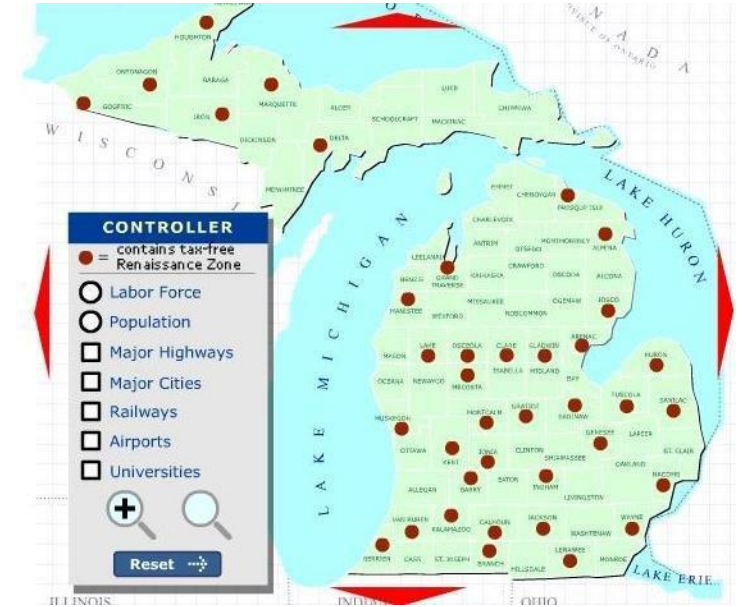 HOUGHTON
CANADA
PROVINCE OF ONTARIO
ONTONAGON
BARAGA
LUCE
GOGEBIC
MARQUETTE
ALGER
CHIPPEWA
IRON
SCHOOLCRAFT
MACKINAC
WISCONSI
DICKINSON
DELTA
MENOMINEE
LAKE HURON
EMMET
CHEBOYGAN
PRESQUE ISLE
CONTROLLER
= contains tax-free
Renaissance Zone
Labor Force
Population
Major Highways
Major Cities
Railways
Airports
Universities
Reset
LAKE MICHIGAN
CHARLEVOIX
ANTRIM
OTSEGO
MONTMORENCY
ALPENA
LEELANAU
BENZIE
GRAND TRAVERSE
KALKASKA
CRAWFORD
OSCODA
ALCONA
MANISTEE
WEXFORD
MISSAUKEE
ROSCOMMON
OGEMAW
IOSCO
ARENAC
MASON
LAKE
OSCEOLA
CLARE
GLADWIN
HURON
OCEANA
NEWAYGO
MECOSTA
ISABELLA
MIDLAND
BAY
TUSCOLA
SANILAC
MUSKEGON
MONTCALM
GRATIOT
SAGINAW
GENESEE
LAPEER
ST. CLAIR
OTTAWA
KENT
IONIA
CLINTON
SHIAWASSEE
OAKLAND
MACOMB
ALLEGAN
BARRY
EATON
INGHAM
LIVINGSTON
VAN BUREN
KALAMAZOO
CALHOUN
JACKSON
WASHTENAW
WAYNE
BERRIEN
CASS
ST. JOSEPH
BRANCH
HILLSDALE
LENAWEE
MONROE
LAKE ERIE
ILLINOIS
INDIA
OHIO